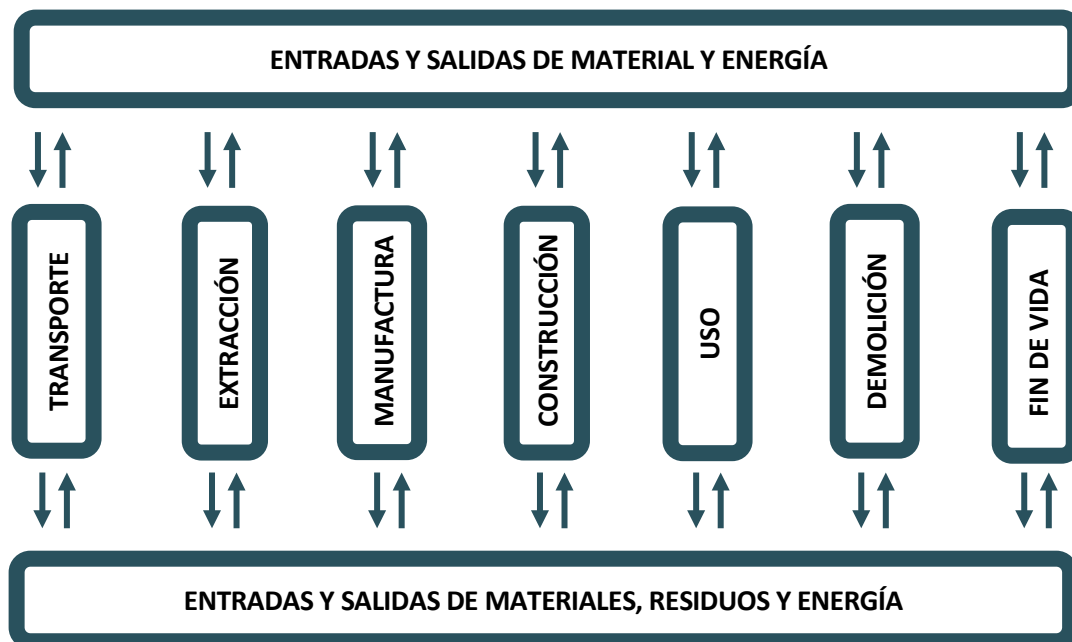 ENTRADAS Y SALIDAS DE MATERIAL Y ENERGÍA
TRANSPORTE
EXTRACCIÓN
MANUFACTURA
CONSTRUCCIÓN
USO
DEMOLICIÓN
FIN DE VIDA
ENTRADAS Y SALIDAS DE MATERIALES, RESIDUOS Y ENERGÍA